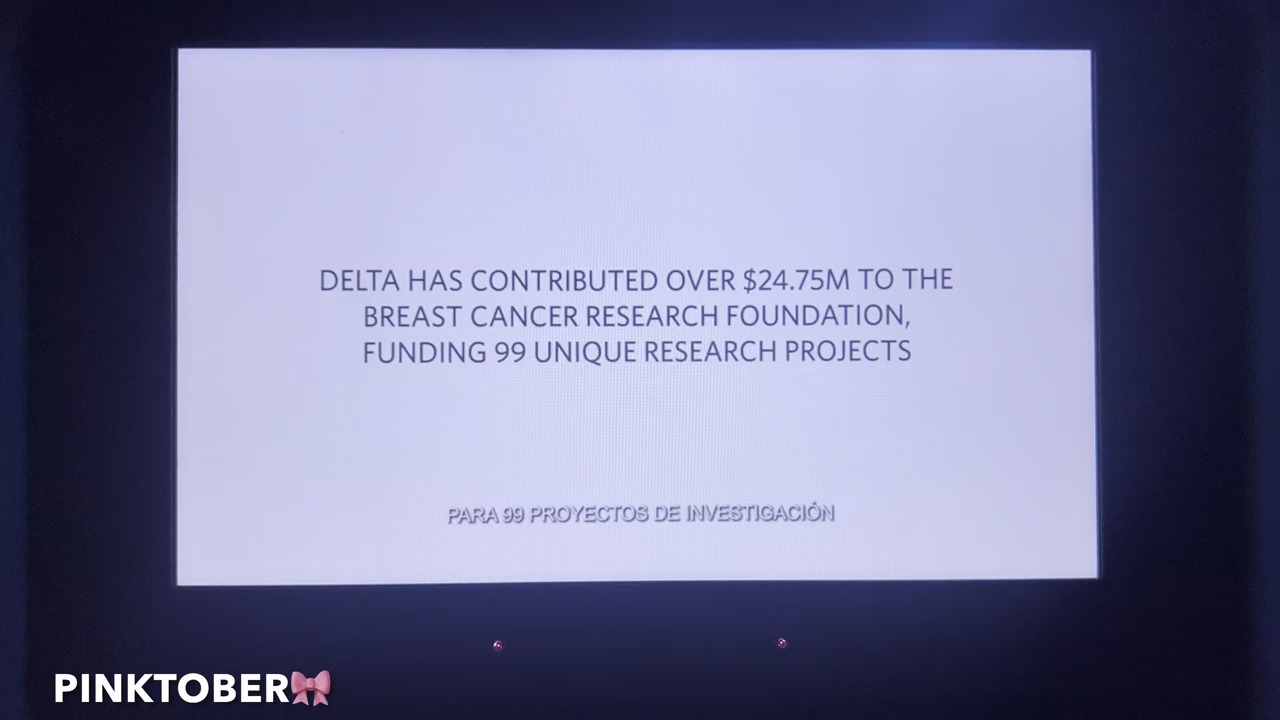 DELTA HAS CONTRIBUTED OVER $24.75M TO THE
BREAST CANCER RESEARCH FOUNDATION,
FUNDING 99 UNIQUE RESEARCH PROJECTS
PARA 99 PROYECTOS DE INVESTIGACIÓN
PINKTOBER🎀